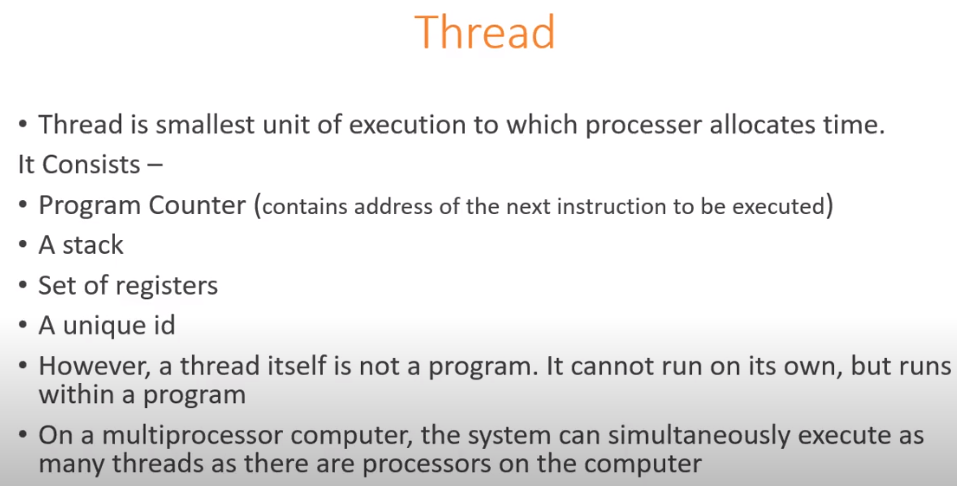 Thread
• Thread is smallest unit of execution to which processer allocates time.
It Consists –
• Program Counter (contains address of the next instruction to be executed)
• A stack
• Set of registers
• A unique id
• However, a thread itself is not a program. It cannot run on its own, but runs
within a program
• On a multiprocessor computer, the system can simultaneously execute as
many threads as there are processors on the computer